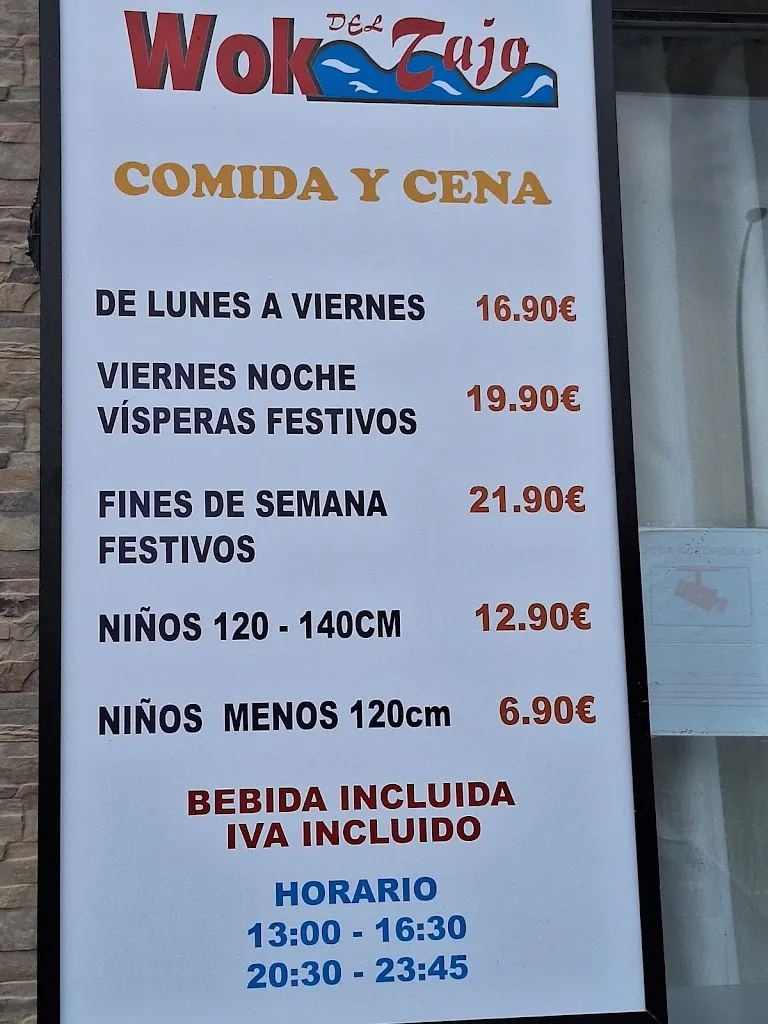 Wok DEL Tajo
COMIDA Y CENA
DE LUNES A VIERNES 16.90€
VIERNES NOCHE
VÍSPERAS FESTIVOS 19.90€
FINES DE SEMANA 21.90€
FESTIVOS
NIÑOS 120 - 140CM 12.90€
NIÑOS MENOS 120cm 6.90€
BEBIDA INCLUIDA
IVA INCLUIDO
HORARIO
13:00 - 16:30
20:30 - 23:45